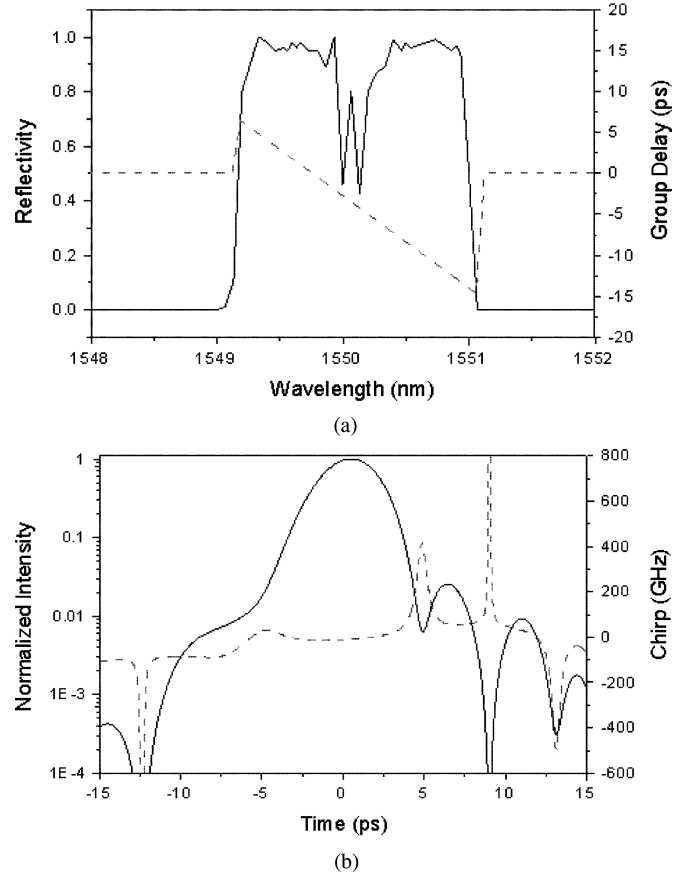 20
1.0
15
0.8
10
5
0.6
0
0.4
-5
-10
0.2
-15
0.0
-20
Reflectivity
Group Delay (ps)
1548 1549 1550 1551 1552
Wavelength (nm)
(a)
1
800
600
0.1
400
200
0.01
0
-200
1E-3
-400
1E-4
-600
Normalized Intensity
Chirp (GHz)
-15 -10 -5 0 5 10 15
Time (ps)
(b)